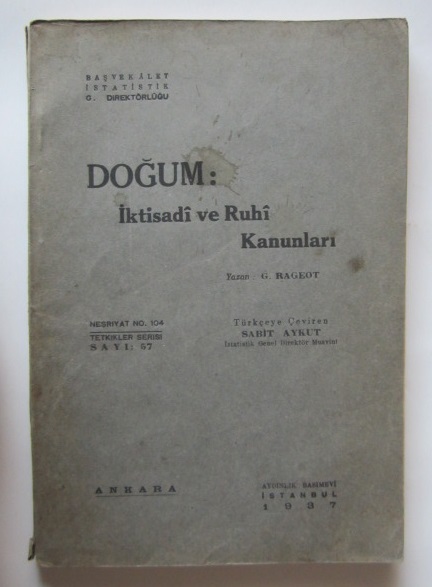 BAŞVEKÂLET
İSTATİSTİK
G. DİREKTÖRLÜĞÜ
DOĞUM:
İktisadî ve Ruhî
Kanunları
Yazan : G. RAGEOT
NEŞRİYAT NO. 104
TETKİKLER SERİSİ
SAYI: 57
Türkçeye Çeviren
SABİT AYKUT
İstatistik Genel Direktör Muavini
ANKARA
AYDINLIK BASIMEVİ
İSTANBUL
1937